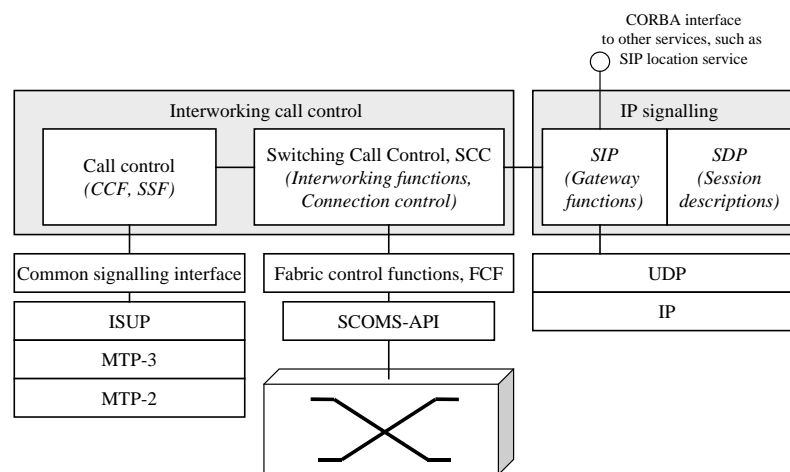 CORBA interface
to other services, such as
SIP location service
Interworking call control
IP signalling
Call control
(CCF, SSF)
Switching Call Control, SCC
(Interworking functions,
Connection control)
SIP
(Gateway
functions)
SDP
(Session
descriptions)
Common signalling interface
Fabric control functions, FCF
UDP
ISUP
SCOMS-API
IP
MTP-3
MTP-2